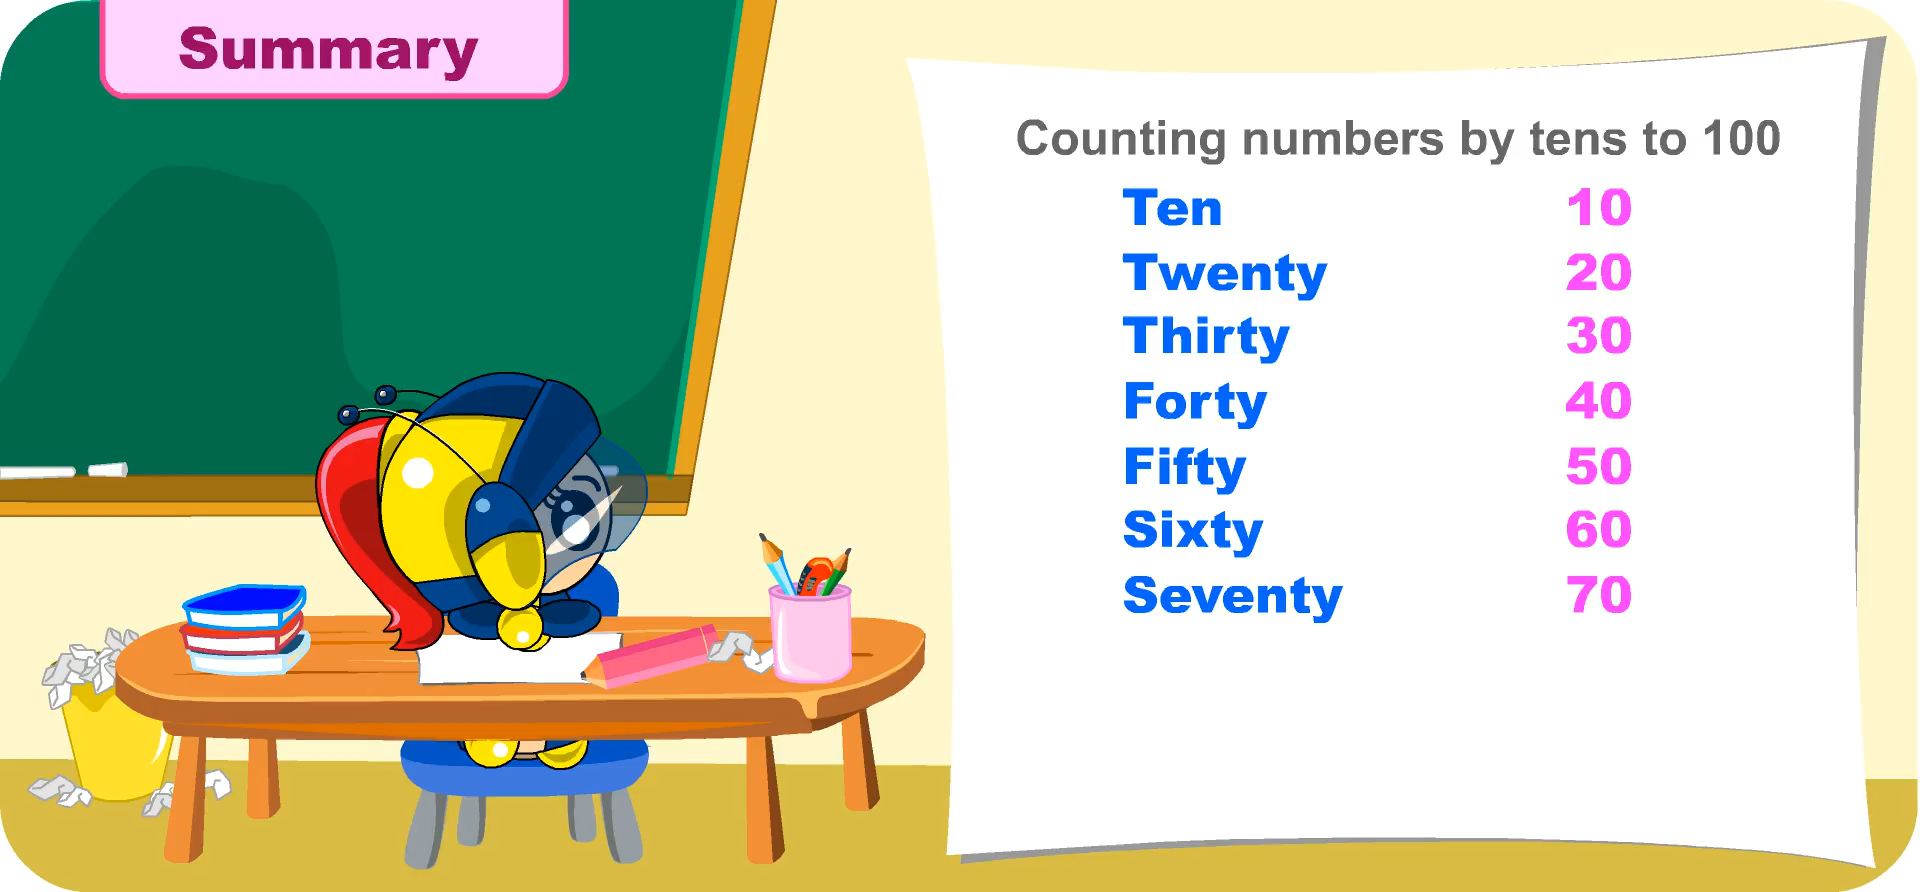 Summary
Counting numbers by tens to 100
Ten 10
Twenty 20
Thirty 30
Forty 40
Fifty 50
Sixty 60
Seventy 70